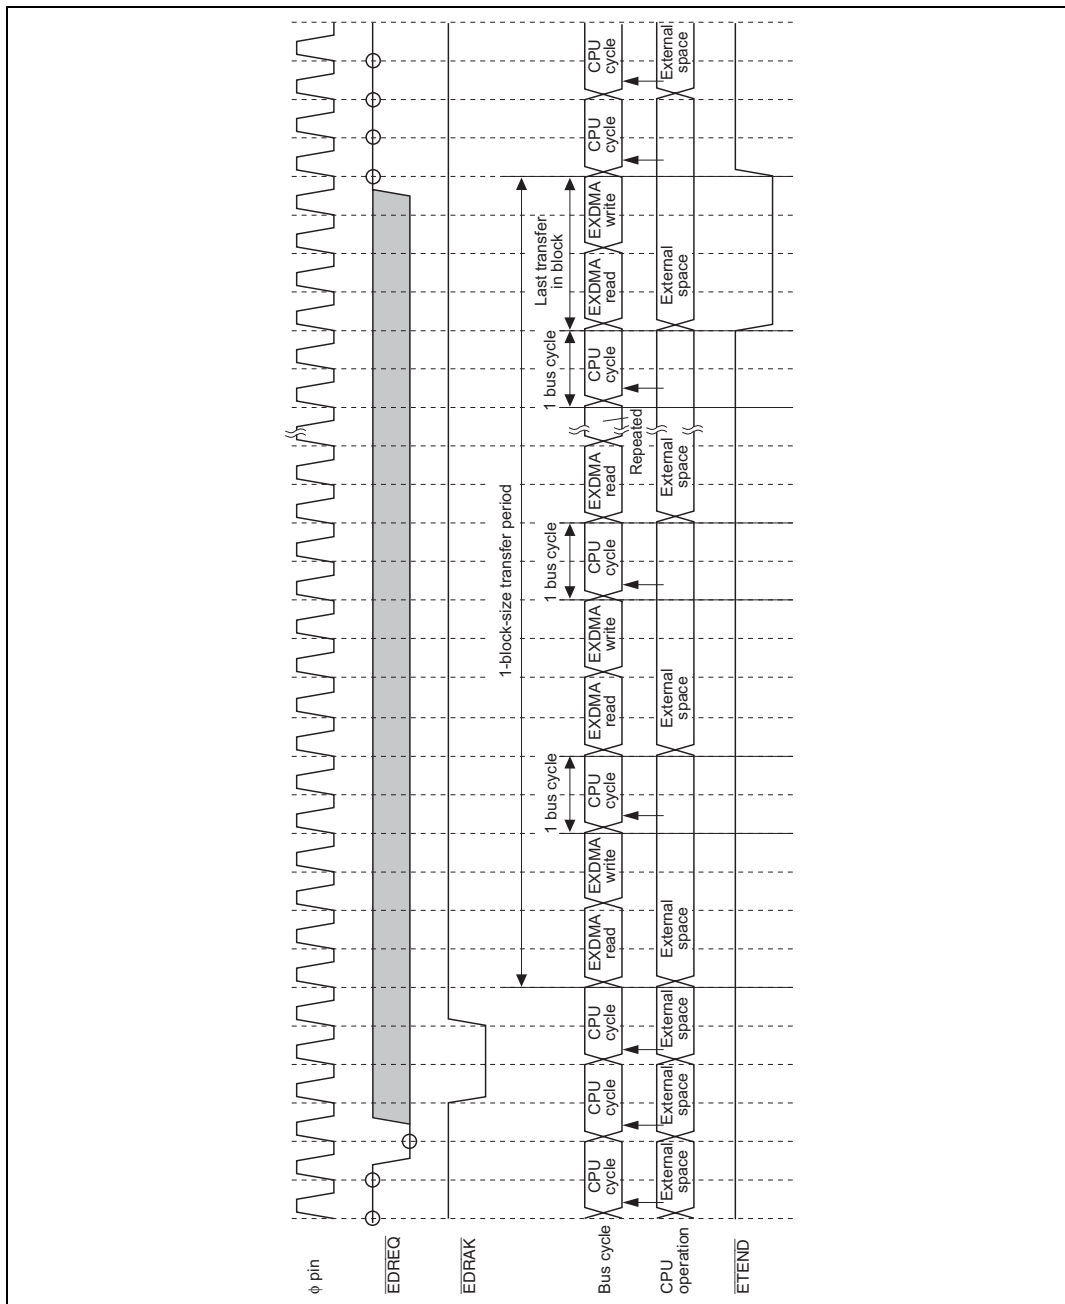 φ pin
EDREQ
EDRAK
1-block-size transfer period
Last transfer
in block
1 bus cycle
1 bus cycle
1 bus cycle
Bus cycle
CPU
cycle
CPU
cycle
CPU
cycle
EXDMA
read
EXDMA
write
CPU
cycle
EXDMA
read
EXDMA
write
CPU
cycle
EXDMA
read
CPU
cycle
EXDMA
read
EXDMA
write
CPU
cycle
CPU
cycle
Repeated
CPU
operation
External
space
External
space
External
space
External
space
External
space
External
space
External
space
External
space
ETEND